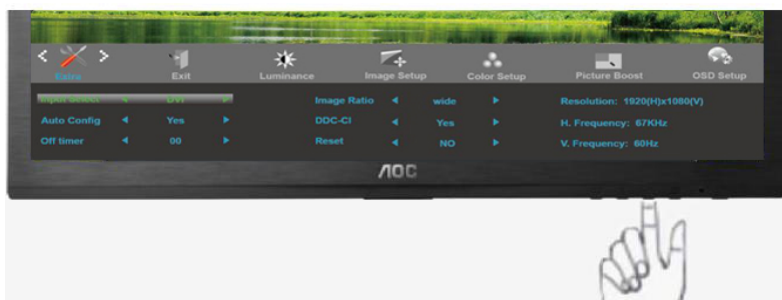 < >
Extra Exit Luminance Image Setup Color Setup Picture Boost OSD Setup
Input Select DVI Image Ratio wide Resolution: 1920(H)x1080(V)
Auto Config Yes DDC-CI Yes H. Frequency: 67KHz
Off timer 00 Reset NO V. Frequency: 60Hz
AOC